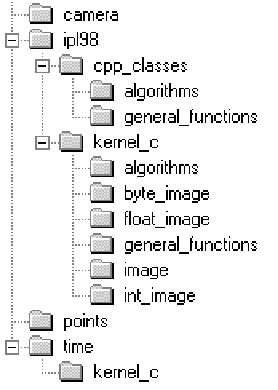 camera
ipl98
cpp_classes
algorithms
general_functions
kernel_c
algorithms
byte_image
float_image
general_functions
image
int_image
points
time
kernel_c